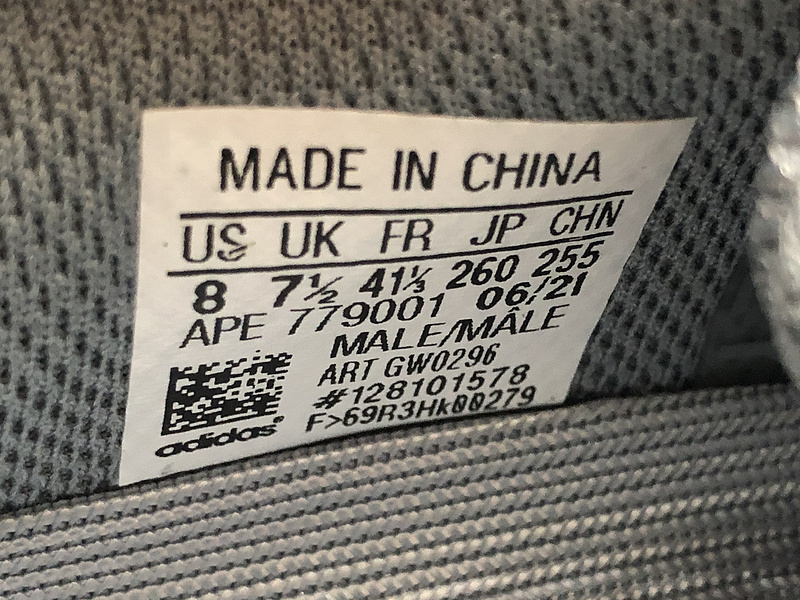 MADE IN CHINA
US UK FR JP CHN
8 7½ 41⅓ 260 255
APE 779001 06/21
MALE/MÂLE
ART GW0296
#128101578
F>69R3Hk00279
adidas